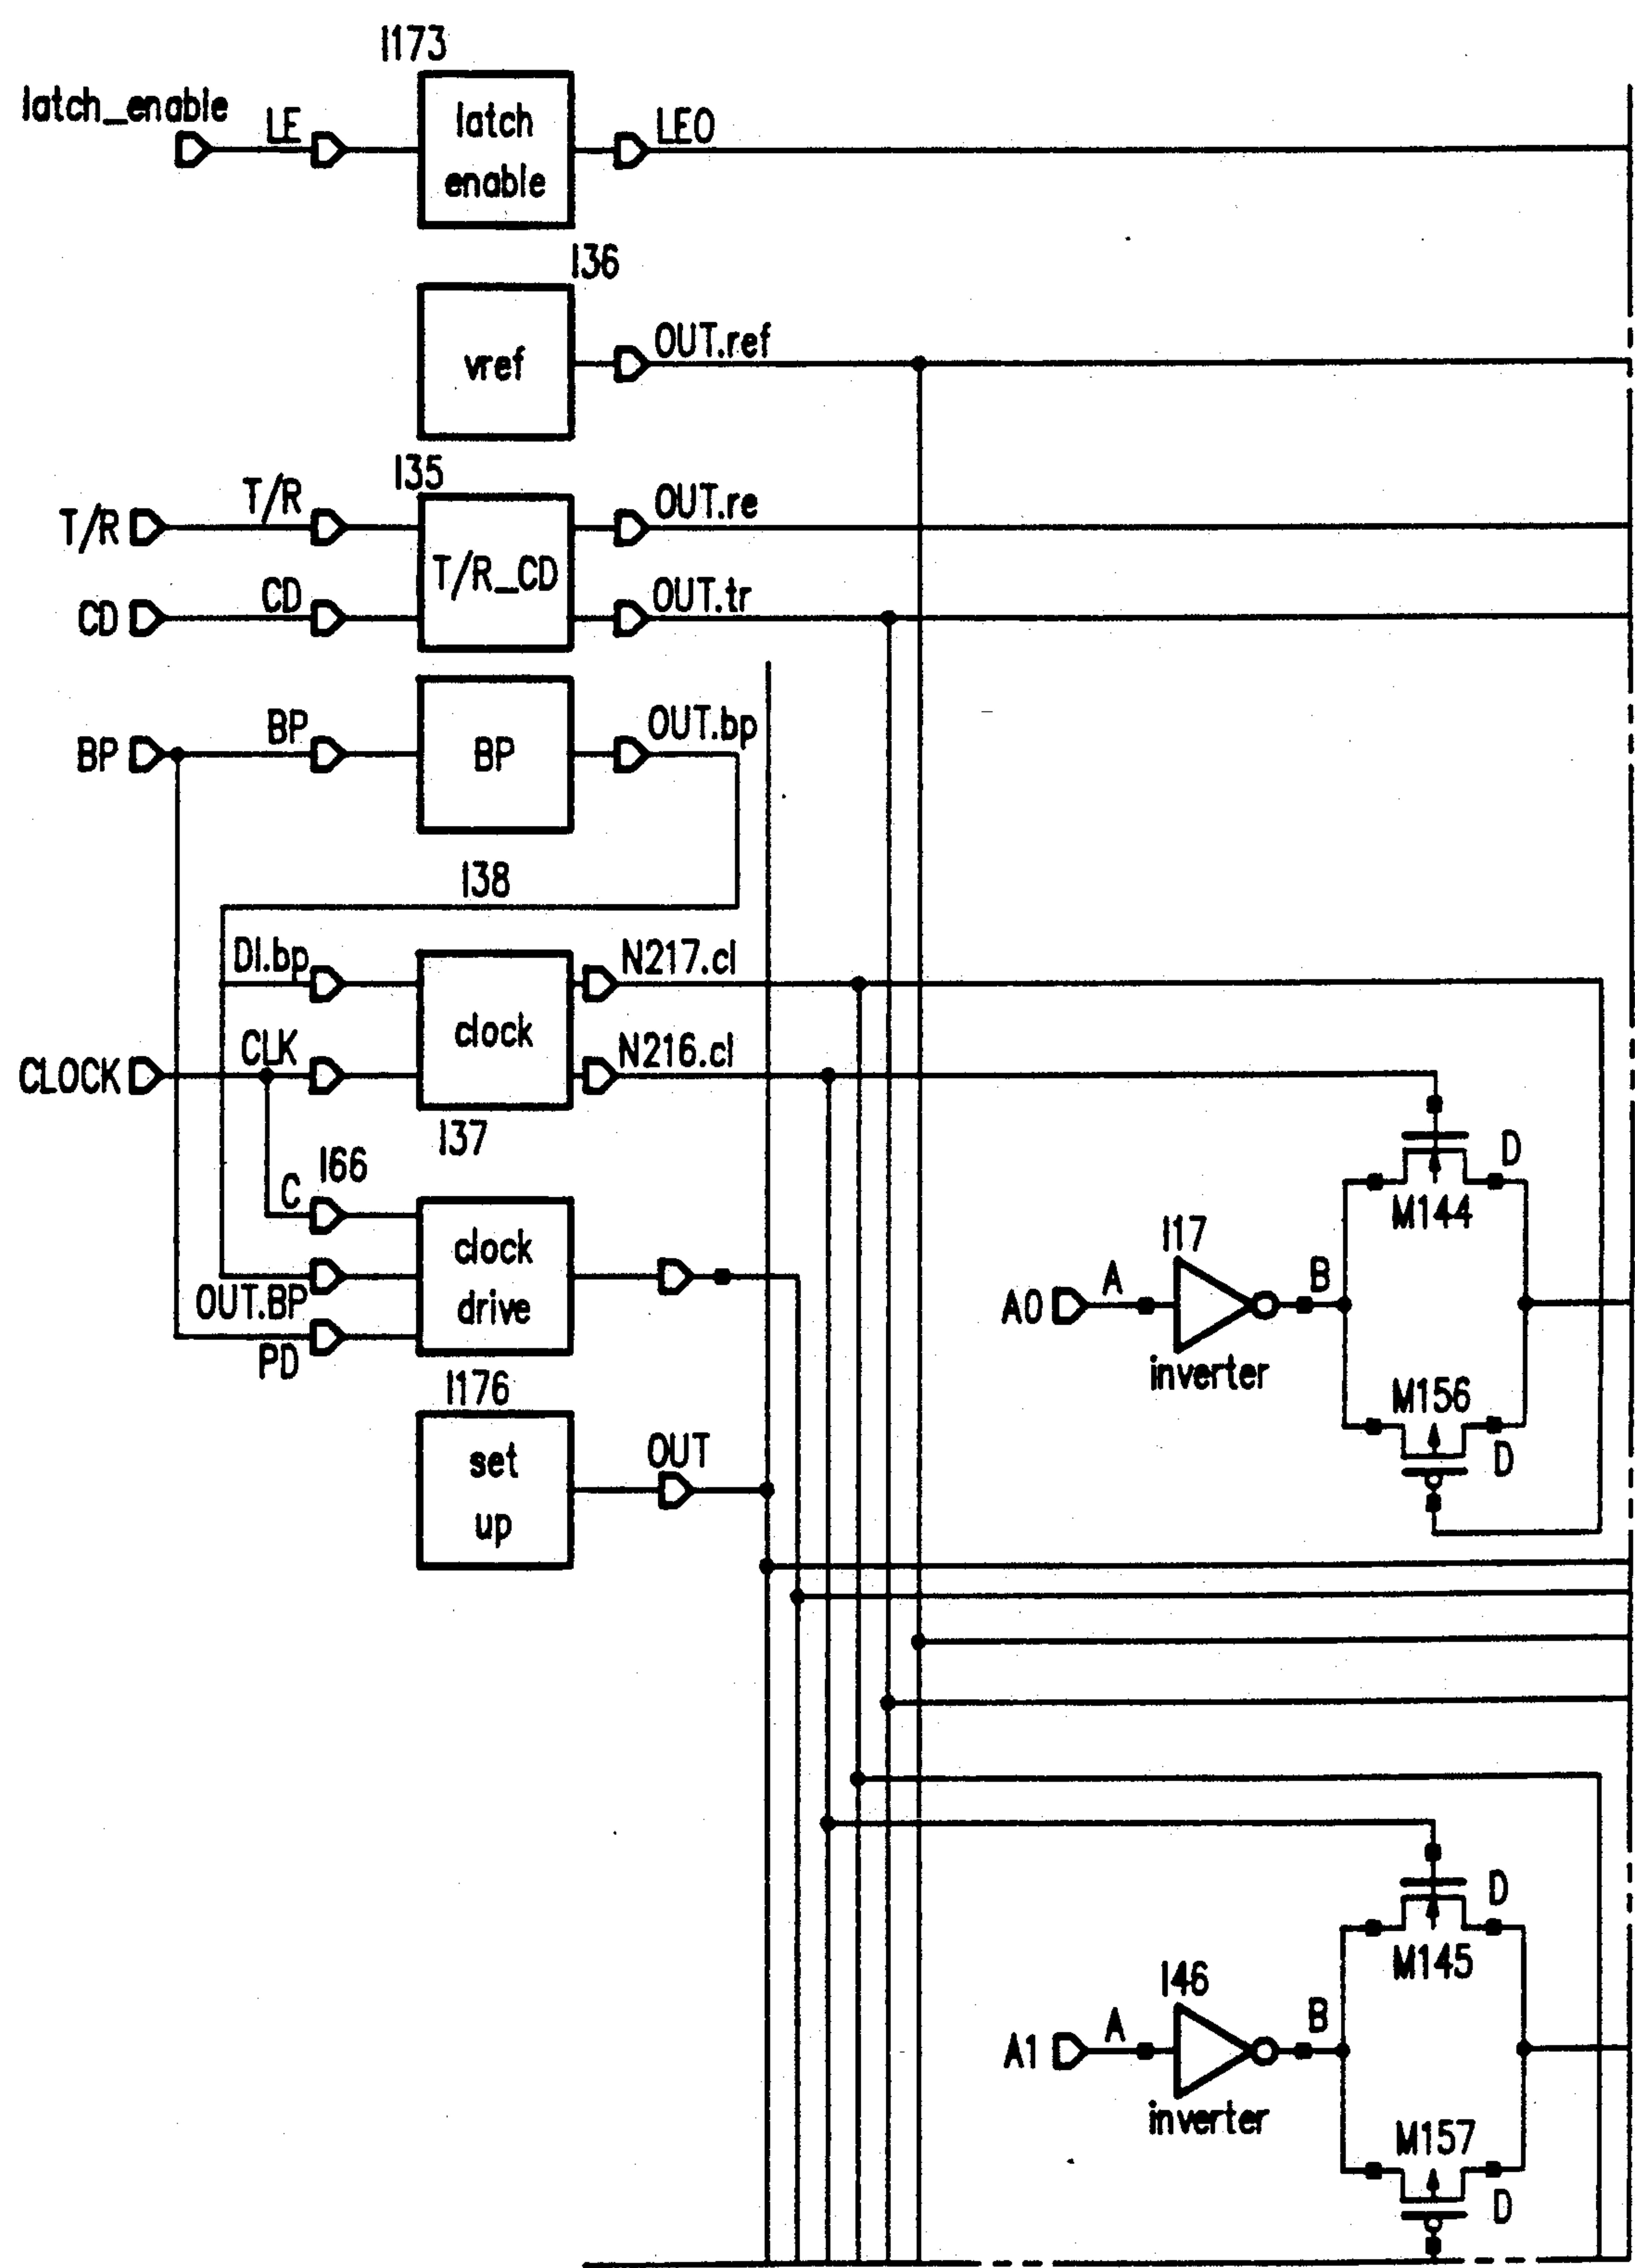 I173
latch_enable
LE
latch
enable
LEO
I36
vref
OUT.ref
I35
T/R
T/R
T/R_CD
OUT.re
CD
CD
OUT.tr
BP
BP
BP
OUT.bp
I38
DI.bp
clock
N217.cl
CLOCK
CLK
N216.cl
I37
I66
C
clock
drive
OUT.BP
PD
I176
set
up
OUT
D
M144
I17
A0
A
B
inverter
M156
D
D
M145
I46
A1
A
B
inverter
M157
D